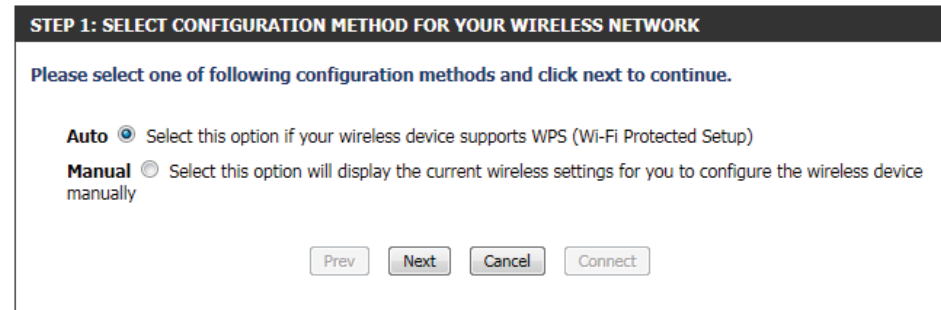 STEP 1: SELECT CONFIGURATION METHOD FOR YOUR WIRELESS NETWORK
Please select one of following configuration methods and click next to continue.
Auto Select this option if your wireless device supports WPS (Wi-Fi Protected Setup)
Manual Select this option will display the current wireless settings for you to configure the wireless device
manually
Prev Next Cancel Connect